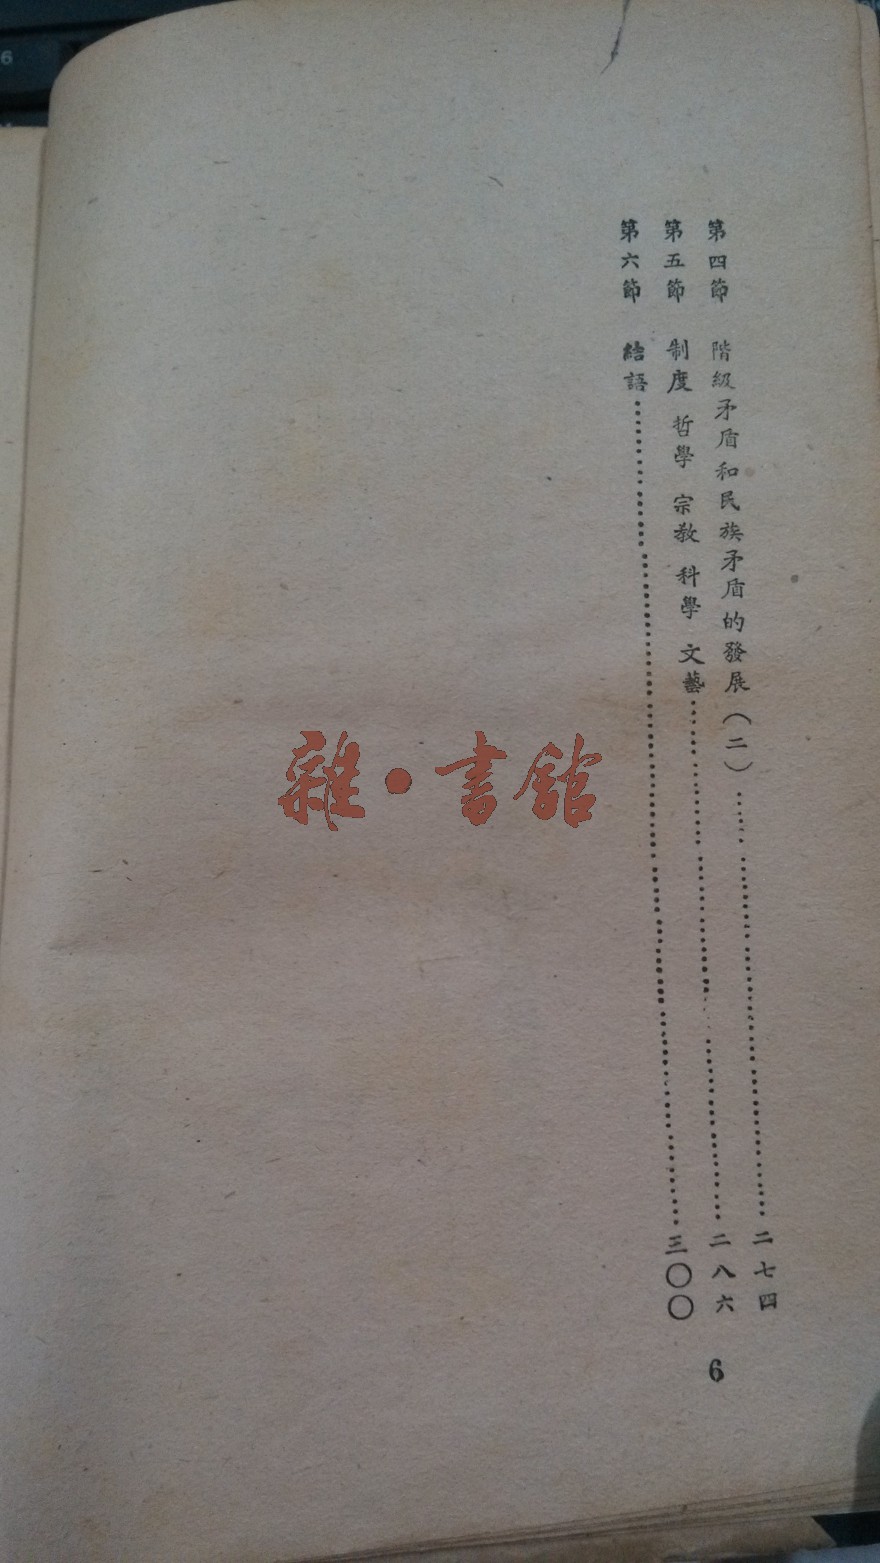 第四節 階級矛盾和民族矛盾的發展(二)……二七四
第五節 制度 哲學 宗教 科學 文藝……二八六
第六節 結語……三〇〇
6
雜·書館
6